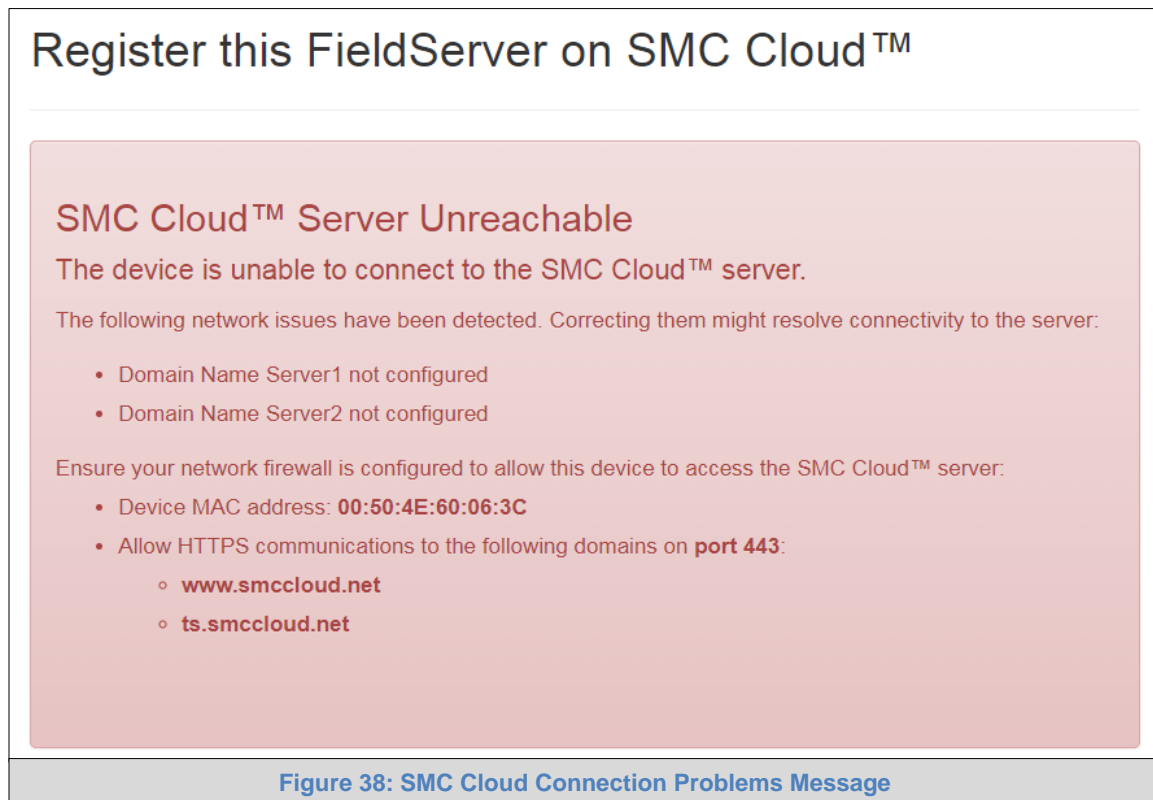 Register this FieldServer on SMC Cloud™
SMC Cloud™ Server Unreachable
The device is unable to connect to the SMC Cloud™ server.
The following network issues have been detected. Correcting them might resolve connectivity to the server:
• Domain Name Server1 not configured
• Domain Name Server2 not configured
Ensure your network firewall is configured to allow this device to access the SMC Cloud™ server:
• Device MAC address: 00:50:4E:60:06:3C
• Allow HTTPS communications to the following domains on port 443:
◦ www.smccloud.net
◦ ts.smccloud.net
Figure 38: SMC Cloud Connection Problems Message